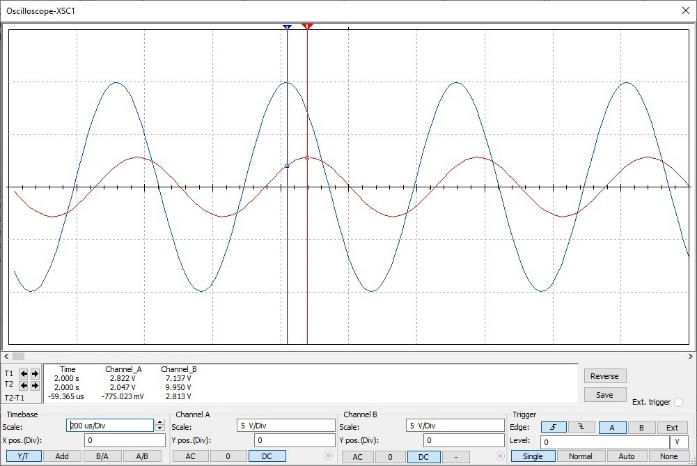 Oscilloscope-XSC1
2 1
Time Channel_A Channel_B
T1 2.000 s 2.822 V 7.137 V
T2 2.000 s 2.047 V 9.950 V
T2-T1 -59.365 us -775.023 mV 2.813 V
Reverse
Save
Ext. trigger
Timebase Channel A Channel B Trigger
Scale: 200 us/Div Scale: 5 V/Div Scale: 5 V/Div Edge: A B Ext
X pos.(Div): 0 Y pos.(Div): 0 Y pos.(Div): 0 Level: 0 V
Y/T Add B/A A/B AC 0 DC AC 0 DC - Single Normal Auto None